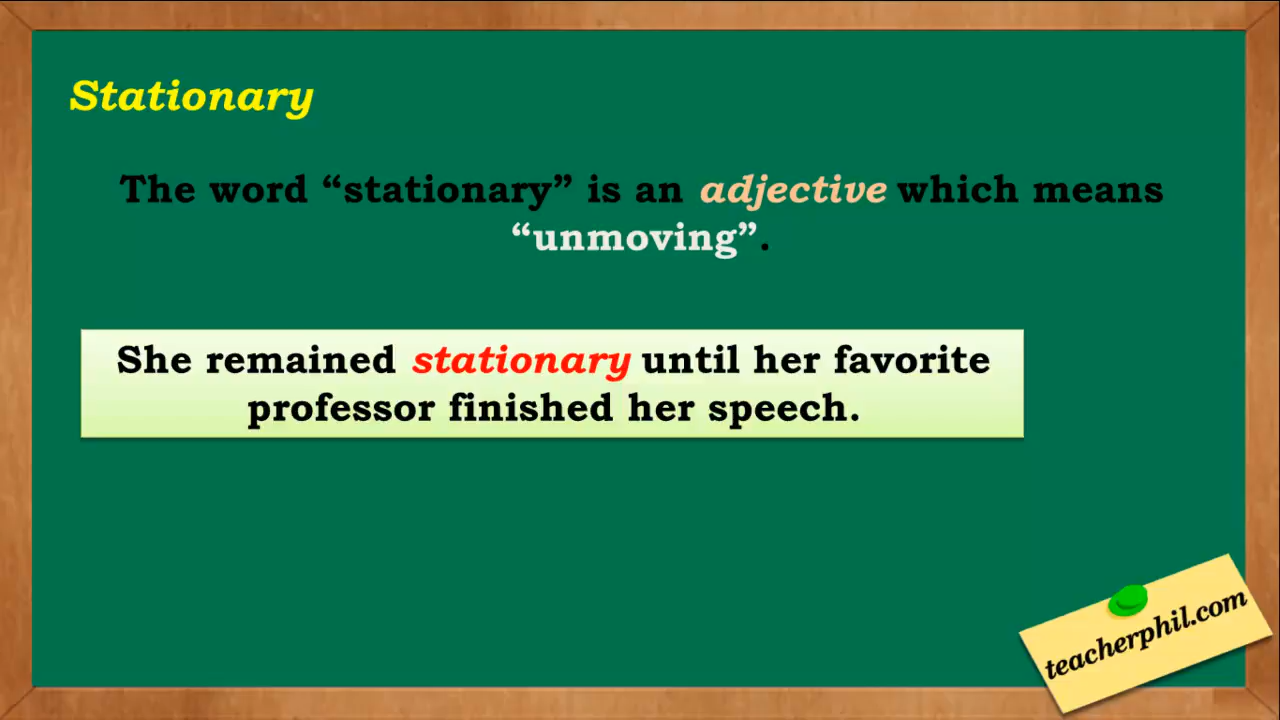 Stationary
The word “stationary” is an adjective which means
“unmoving”.
She remained stationary until her favorite
professor finished her speech.
teacherphil.com